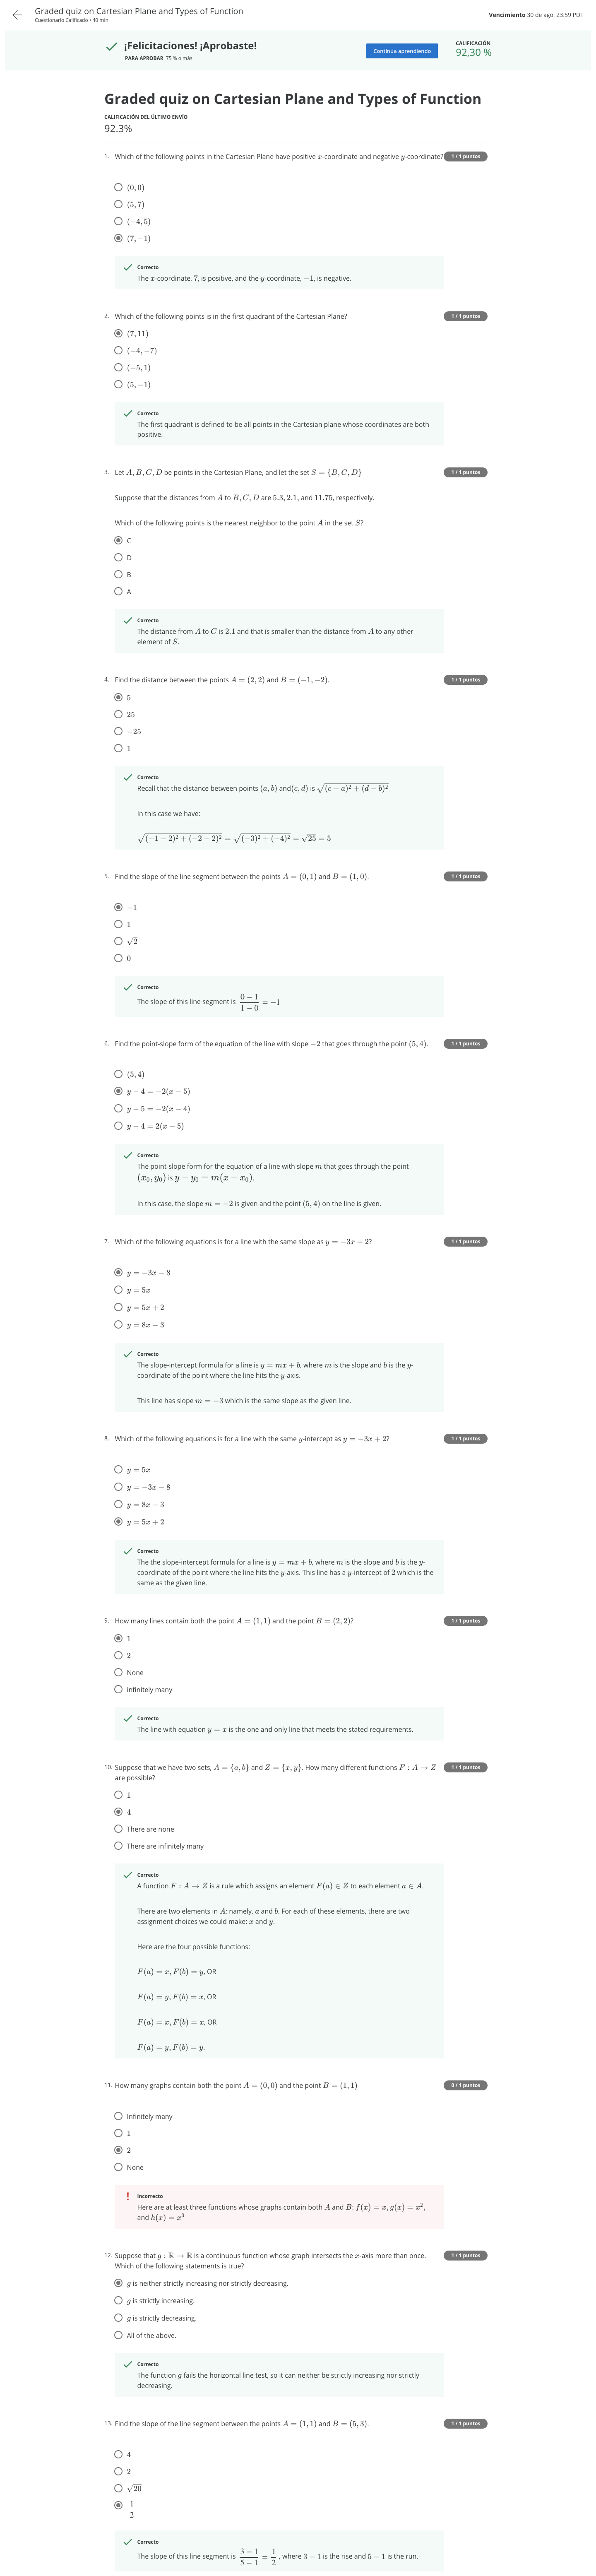 Graded quiz on Cartesian Plane and Types of Function
Cuestionario Calificado • 40 min
Vencimiento 30 de ago. 23:59 PDT
¡Felicitaciones! ¡Aprobaste!
PARA APROBAR 75 % o más
Continúa aprendiendo
CALIFICACIÓN
92,30 %
Graded quiz on Cartesian Plane and Types of Function
CALIFICACIÓN DEL ÚLTIMO ENVÍO
92.3%
1. Which of the following points in the Cartesian Plane have positive x-coordinate and negative y-coordinate?
1 / 1 puntos
(0, 0)
(5, 7)
(−4, 5)
(7, −1)
Correcto
The x-coordinate, 7, is positive, and the y-coordinate, −1, is negative.
2. Which of the following points is in the first quadrant of the Cartesian Plane?
1 / 1 puntos
(7, 11)
(−4, −7)
(−5, 1)
(5, −1)
Correcto
The first quadrant is defined to be all points in the Cartesian plane whose coordinates are both
positive.
3. Let A, B, C, D be points in the Cartesian Plane, and let the set S = {B, C, D}
1 / 1 puntos
Suppose that the distances from A to B, C, D are 5.3, 2.1, and 11.75, respectively.
Which of the following points is the nearest neighbor to the point A in the set S?
C
D
B
A
Correcto
The distance from A to C is 2.1 and that is smaller than the distance from A to any other
element of S.
4. Find the distance between the points A = (2, 2) and B = (−1, −2).
1 / 1 puntos
5
25
−25
1
Correcto
Recall that the distance between points (a, b) and(c, d) is √(c − a)² + (d − b)²
In this case we have:
√(−1 − 2)² + (−2 − 2)² = √(−3)² + (−4)² = √25 = 5
5. Find the slope of the line segment between the points A = (0, 1) and B = (1, 0).
1 / 1 puntos
−1
1
√2
0
Correcto
The slope of this line segment is (0 − 1)/(1 − 0) = −1
6. Find the point-slope form of the equation of the line with slope −2 that goes through the point (5, 4).
1 / 1 puntos
(5, 4)
y − 4 = −2(x − 5)
y − 5 = −2(x − 4)
y − 4 = 2(x − 5)
Correcto
The point-slope form for the equation of a line with slope m that goes through the point
(x₀, y₀) is y − y₀ = m(x − x₀).
In this case, the slope m = −2 is given and the point (5, 4) on the line is given.
7. Which of the following equations is for a line with the same slope as y = −3x + 2?
1 / 1 puntos
y = −3x − 8
y = 5x
y = 5x + 2
y = 8x − 3
Correcto
The slope-intercept formula for a line is y = mx + b, where m is the slope and b is the y-
coordinate of the point where the line hits the y-axis.
This line has slope m = −3 which is the same slope as the given line.
8. Which of the following equations is for a line with the same y-intercept as y = −3x + 2?
1 / 1 puntos
y = 5x
y = −3x − 8
y = 8x − 3
y = 5x + 2
Correcto
The the slope-intercept formula for a line is y = mx + b, where m is the slope and b is the y-
coordinate of the point where the line hits the y-axis. This line has a y-intercept of 2 which is the
same as the given line.
9. How many lines contain both the point A = (1, 1) and the point B = (2, 2)?
1 / 1 puntos
1
2
None
infinitely many
Correcto
The line with equation y = x is the one and only line that meets the stated requirements.
10. Suppose that we have two sets, A = {a, b} and Z = {x, y}. How many different functions F : A → Z
are possible?
1 / 1 puntos
1
4
There are none
There are infinitely many
Correcto
A function F : A → Z is a rule which assigns an element F(a) ∈ Z to each element a ∈ A.
There are two elements in A; namely, a and b. For each of these elements, there are two
assignment choices we could make: x and y.
Here are the four possible functions:
F(a) = x, F(b) = y, OR
F(a) = y, F(b) = x, OR
F(a) = x, F(b) = x, OR
F(a) = y, F(b) = y.
11. How many graphs contain both the point A = (0, 0) and the point B = (1, 1)
0 / 1 puntos
Infinitely many
1
2
None
Incorrecto
Here are at least three functions whose graphs contain both A and B: f(x) = x, g(x) = x²,
and h(x) = x³
12. Suppose that g : ℝ → ℝ is a continuous function whose graph intersects the x-axis more than once.
Which of the following statements is true?
1 / 1 puntos
g is neither strictly increasing nor strictly decreasing.
g is strictly increasing.
g is strictly decreasing.
All of the above.
Correcto
The function g fails the horizontal line test, so it can neither be strictly increasing nor strictly
decreasing.
13. Find the slope of the line segment between the points A = (1, 1) and B = (5, 3).
1 / 1 puntos
4
2
√20
1/2
Correcto
The slope of this line segment is (3 − 1)/(5 − 1) = 1/2, where 3 − 1 is the rise and 5 − 1 is the run.